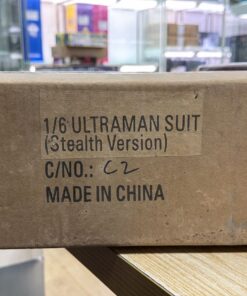 1/6 ULTRAMAN SUIT
(Stealth Version)
C/NO.: C2
MADE IN CHINA